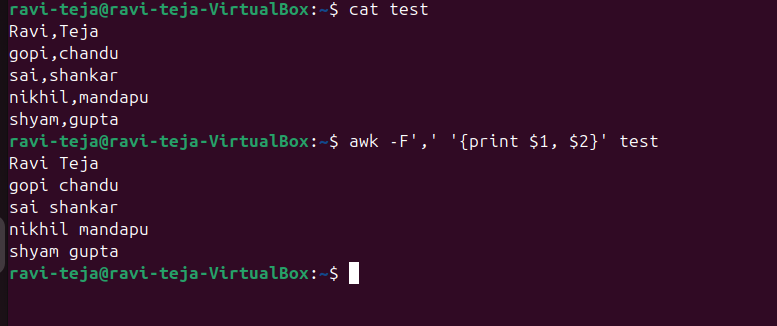 ravi-teja@ravi-teja-VirtualBox:~$ cat test
Ravi,Teja
gopi,chandu
sai,shankar
nikhil,mandapu
shyam,gupta
ravi-teja@ravi-teja-VirtualBox:~$ awk -F',' '{print $1, $2}' test
Ravi Teja
gopi chandu
sai shankar
nikhil mandapu
shyam gupta
ravi-teja@ravi-teja-VirtualBox:~$